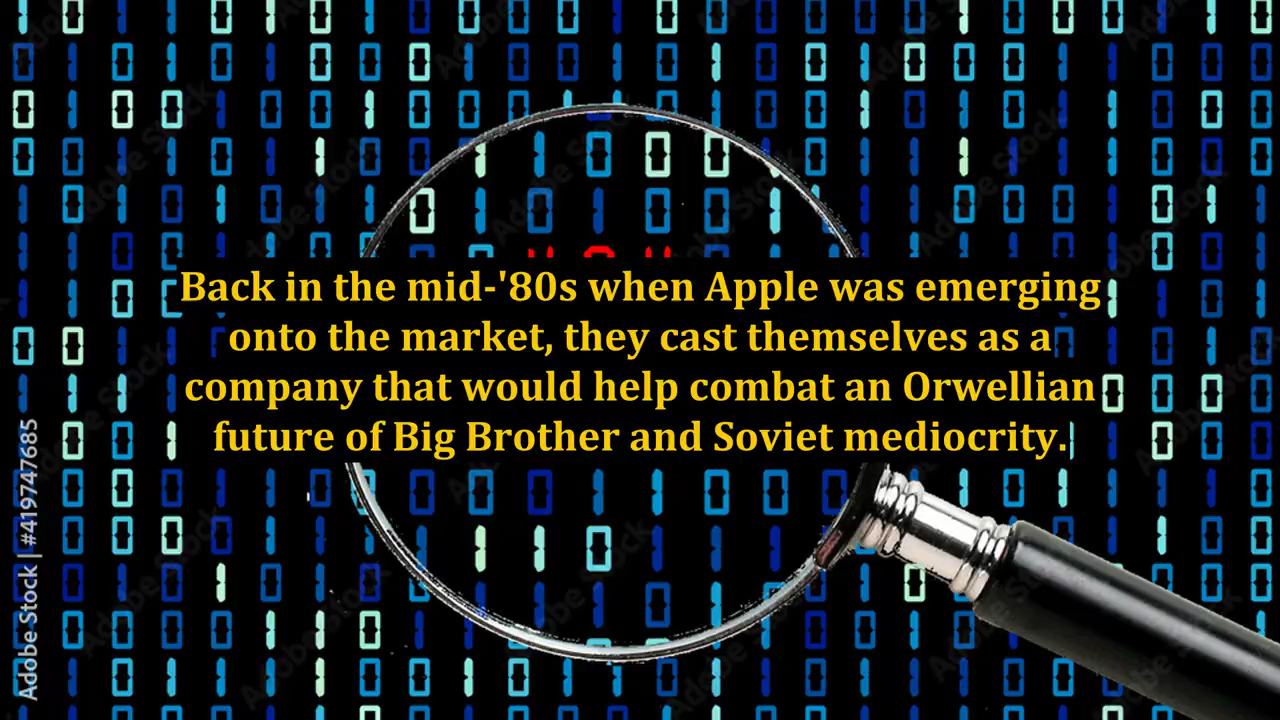 Back in the mid-'80s when Apple was emerging
onto the market, they cast themselves as a
company that would help combat an Orwellian
future of Big Brother and Soviet mediocrity.
Adobe Stock | #419747685